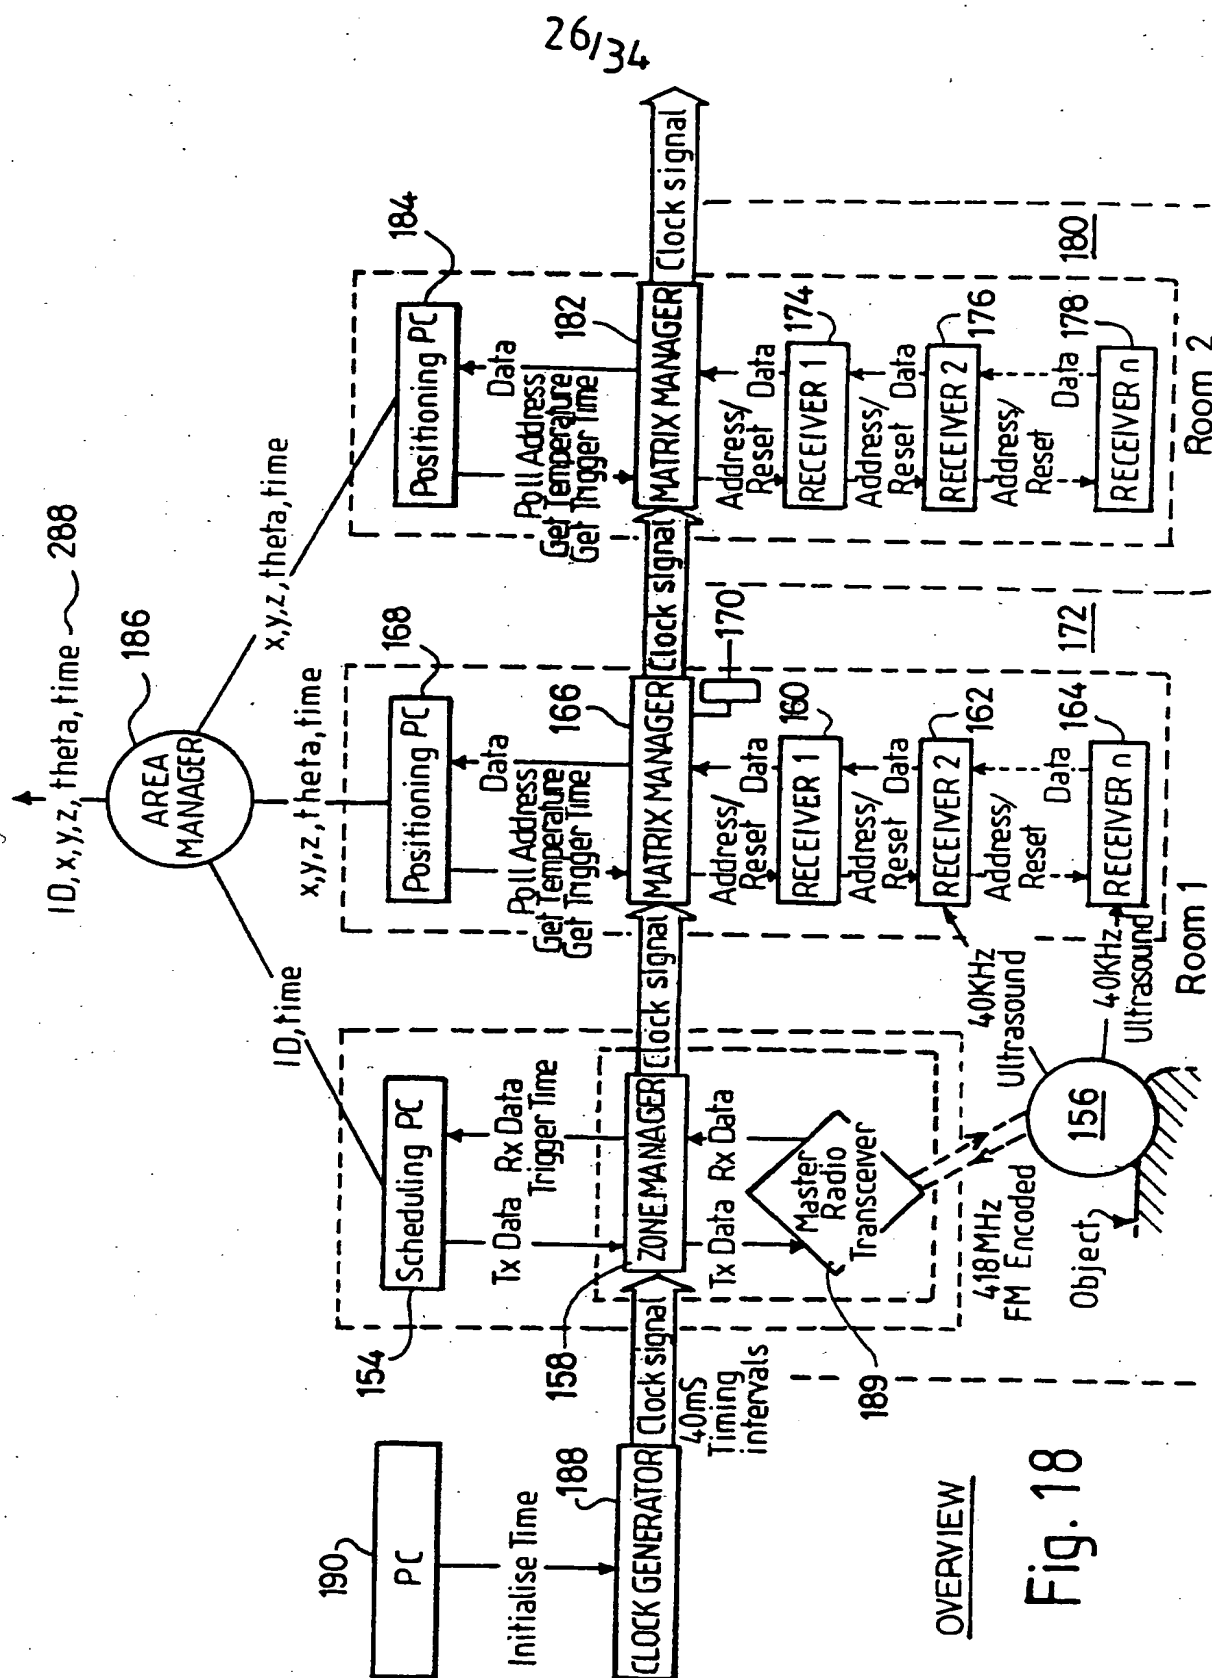 26/34
ID, x,y,z, theta, time
288
186
AREA
MANAGER
ID,time
x,y,z,theta,time
x,y,z,theta,time
190
PC
Initialise Time
188
CLOCK GENERATOR
Clock signal
40mS
Timing
intervals
154
Scheduling PC
Tx Data
Rx Data
Trigger Time
158
ZONE MANAGER
Clock signal
Tx Data
Rx Data
Master
Radio
Transceiver
189
418MHz
FM Encoded
Object
156
40KHz
Ultrasound
40KHz
Ultrasound
168
Positioning PC
Poll Address
Get Temperature
Get Trigger Time
Data
166
MATRIX MANAGER
Clock signal
170
Address/
Reset
Data
160
RECEIVER 1
Address/
Reset
Data
162
RECEIVER 2
Address/
Reset
Data
164
RECEIVER n
172
Room 1
184
Positioning PC
Poll Address
Get Temperature
Get Trigger Time
Data
182
MATRIX MANAGER
Clock signal
Address/
Reset
Data
174
RECEIVER 1
Address/
Reset
Data
176
RECEIVER 2
Address/
Reset
Data
178
RECEIVER n
180
Room 2
OVERVIEW
Fig. 18